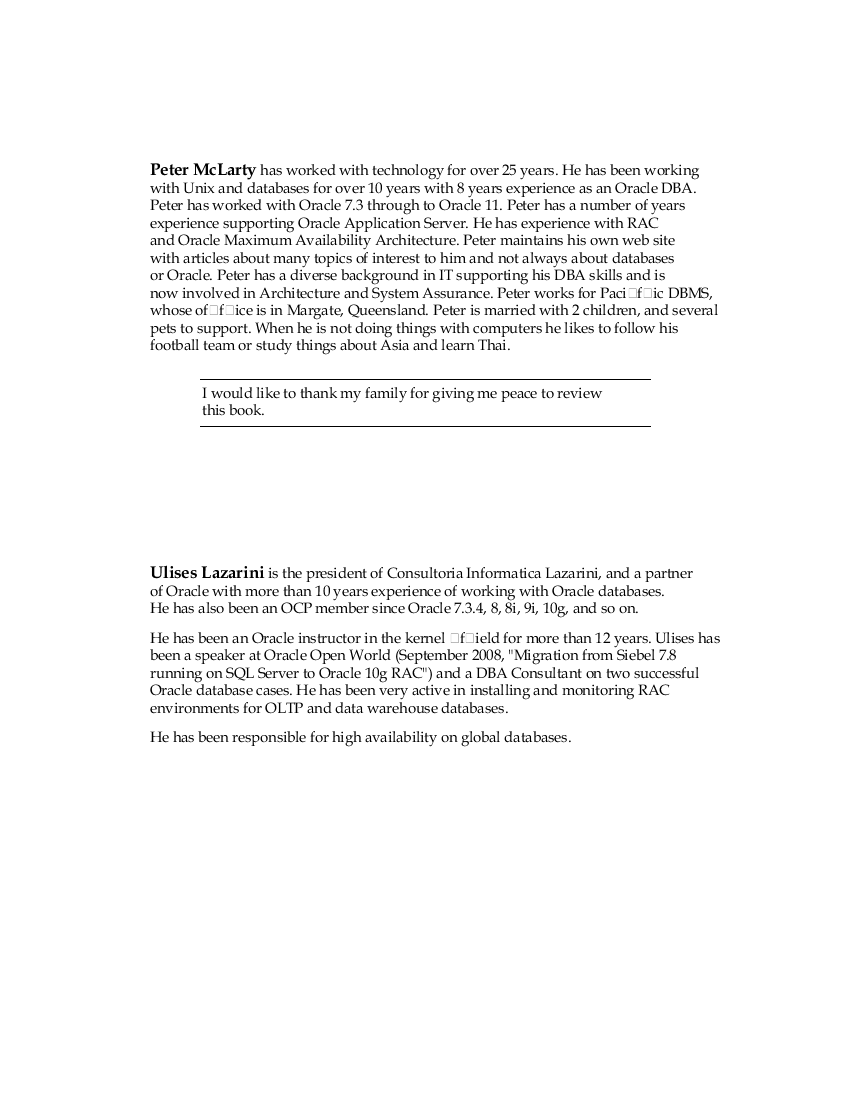 Peter McLarty has worked with technology for over 25 years. He has been working
with Unix and databases for over 10 years with 8 years experience as an Oracle DBA.
Peter has worked with Oracle 7.3 through to Oracle 11. Peter has a number of years
experience supporting Oracle Application Server. He has experience with RAC
and Oracle Maximum Availability Architecture. Peter maintains his own web site
with articles about many topics of interest to him and not always about databases
or Oracle. Peter has a diverse background in IT supporting his DBA skills and is
now involved in Architecture and System Assurance. Peter works for Paci□f□ic DBMS,
whose of□f□ice is in Margate, Queensland. Peter is married with 2 children, and several
pets to support. When he is not doing things with computers he likes to follow his
football team or study things about Asia and learn Thai.
I would like to thank my family for giving me peace to review
this book.
Ulises Lazarini is the president of Consultoria Informatica Lazarini, and a partner
of Oracle with more than 10 years experience of working with Oracle databases.
He has also been an OCP member since Oracle 7.3.4, 8, 8i, 9i, 10g, and so on.
He has been an Oracle instructor in the kernel □f□ield for more than 12 years. Ulises has
been a speaker at Oracle Open World (September 2008, "Migration from Siebel 7.8
running on SQL Server to Oracle 10g RAC") and a DBA Consultant on two successful
Oracle database cases. He has been very active in installing and monitoring RAC
environments for OLTP and data warehouse databases.
He has been responsible for high availability on global databases.